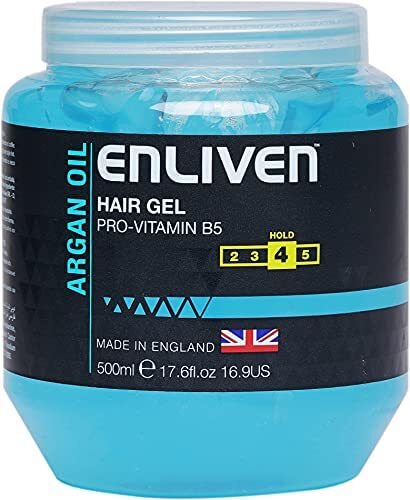 ARGAN OIL
ENLIVEN™
HAIR GEL
PRO-VITAMIN B5
HOLD
2 3 4 5
MADE IN ENGLAND
500ml e 17.6fl.oz 16.9US